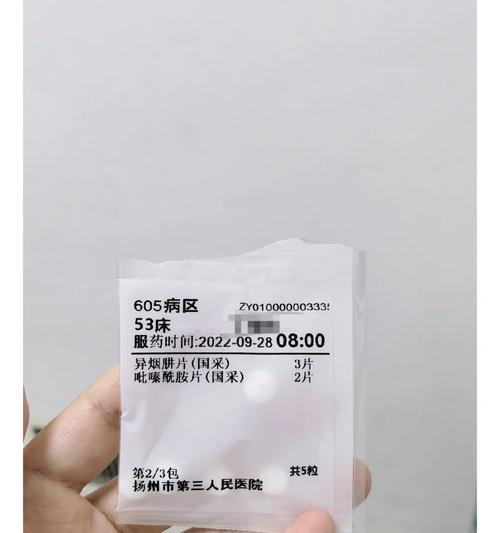 605病区
ZY01000000333
53床
服药时间:2022-09-28 08:00
异烟肼片(国采) 3片
吡嗪酰胺片(国采) 2片
第2/3包 共5粒
扬州市第三人民医院